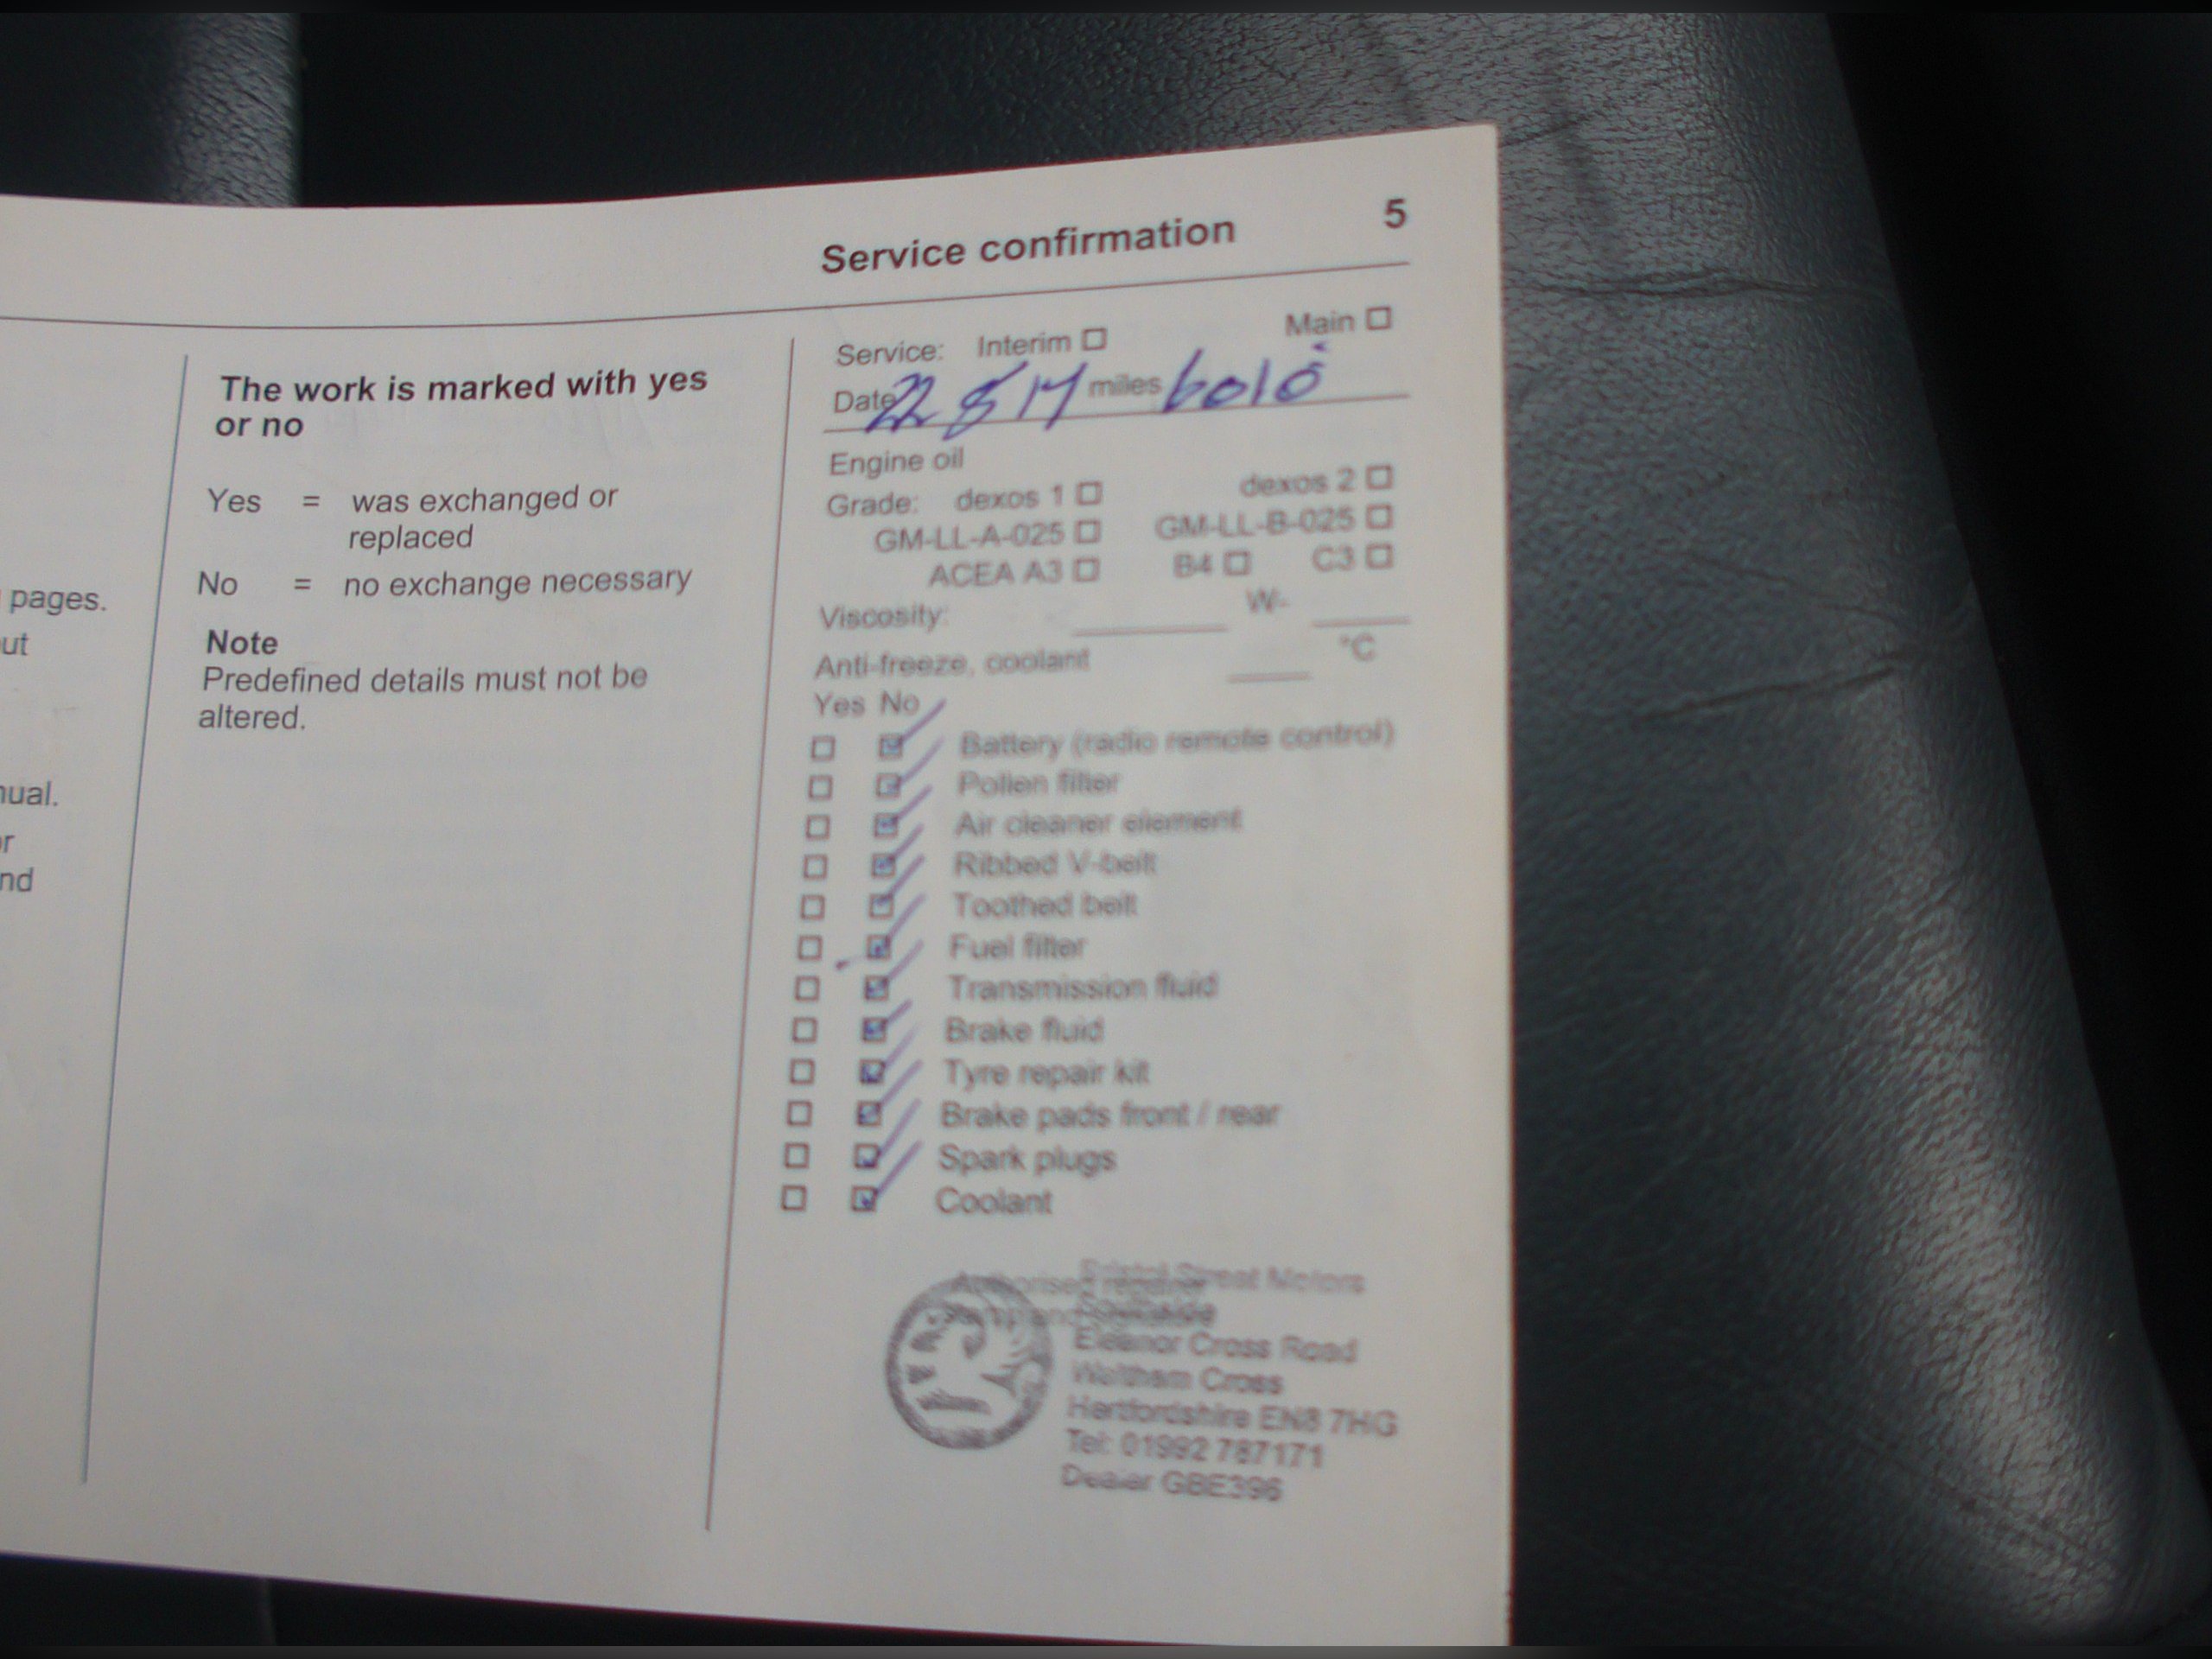 Service confirmation 5
pages.
ut
nual.
or
nd
The work is marked with yes
or no
Yes = was exchanged or
replaced
No = no exchange necessary
Note
Predefined details must not be
altered.
Service: Interim ☐ Main ☐
Date 22 8 14 miles 6010
Engine oil
Grade: dexos 1 ☐ dexos 2 ☐
GM-LL-A-025 ☐ GM-LL-B-025 ☐
ACEA A3 ☐ B4 ☐ C3 ☐
Viscosity: W-
Anti-freeze, coolant °C
Yes No
☐ ☑ Battery (radio remote control)
☐ ☑ Pollen filter
☐ ☑ Air cleaner element
☐ ☑ Ribbed V-belt
☐ ☑ Toothed belt
☐ ☑ Fuel filter
☐ ☑ Transmission fluid
☐ ☑ Brake fluid
☐ ☑ Tyre repair kit
☐ ☑ Brake pads front / rear
☐ ☑ Spark plugs
☐ ☑ Coolant
Authorised repairer
Bristol Street Motors
Eleanor Cross Road
Waltham Cross
Hertfordshire EN8 7HG
Tel: 01992 787171
Dealer GBE396